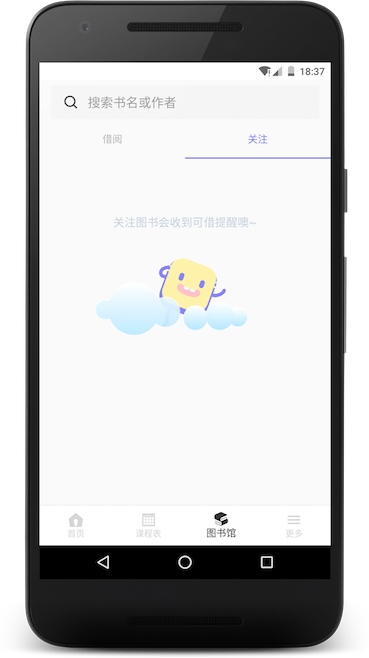 18:37
搜索书名或作者
借阅 关注
关注图书会收到可借提醒噢~
首页 课程表 图书馆 更多